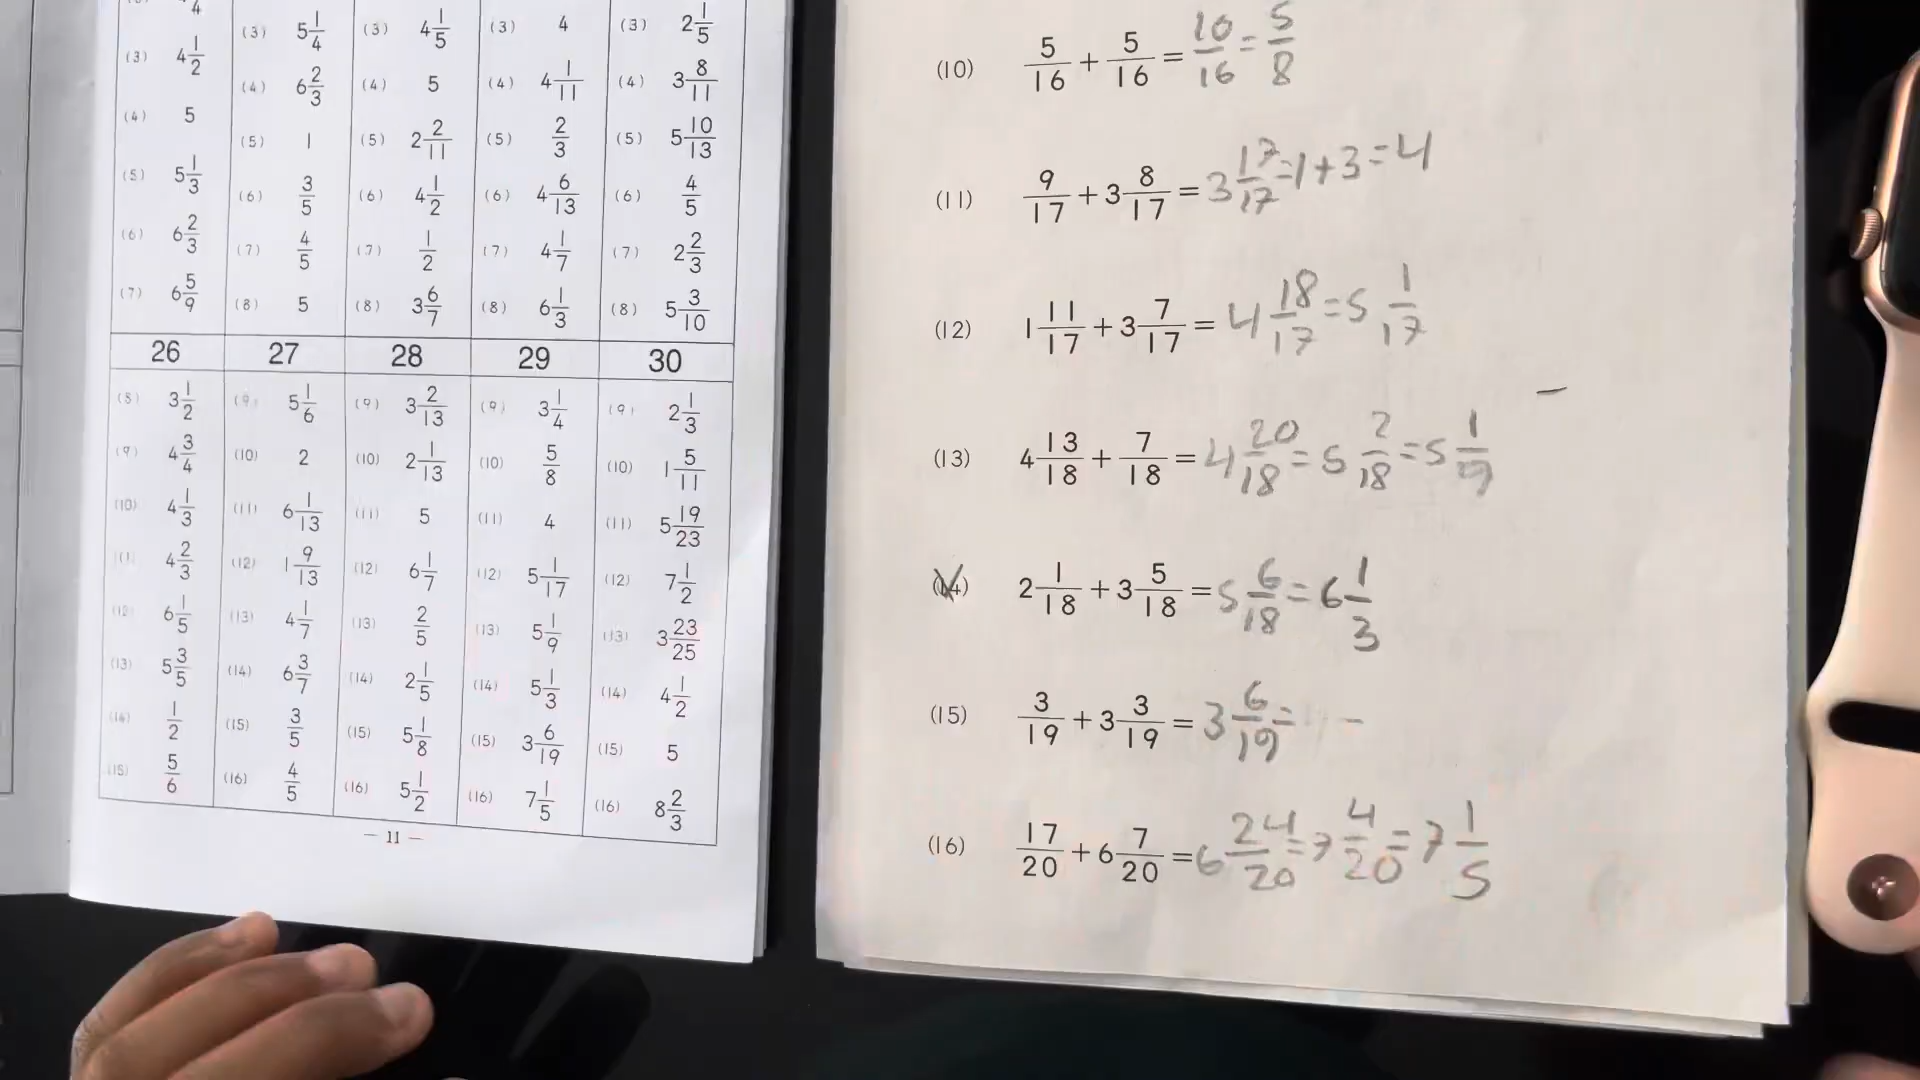 4
(3) 4 1/2
(4) 5
(5) 5 1/3
(6) 6 2/3
(7) 6 5/9
(3) 5 1/4
(4) 6 2/3
(5) 1
(6) 3/5
(7) 4/5
(8) 5
(3) 4 1/5
(4) 5
(5) 2 2/11
(6) 4 1/2
(7) 1/2
(8) 3 6/7
(3) 4
(4) 4 1/11
(5) 2/3
(6) 4 6/13
(7) 4 1/7
(8) 6 1/3
(3) 2 1/5
(4) 3 8/11
(5) 5 10/13
(6) 4/5
(7) 2 2/3
(8) 5 3/10
26 27 28 29 30
(8) 3 1/2
(9) 4 3/4
(10) 4 1/3
(11) 4 2/3
(12) 6 1/5
(13) 5 3/5
(14) 1/2
(15) 5/6
(9) 5 1/6
(10) 2
(11) 6 1/13
(12) 1 9/13
(13) 4 1/7
(14) 6 3/7
(15) 3/5
(16) 4/5
(9) 3 2/13
(10) 2 1/13
(11) 5
(12) 6 1/7
(13) 2/5
(14) 2 1/5
(15) 5 1/8
(16) 5 1/2
(9) 3 1/4
(10) 5/8
(11) 4
(12) 5 1/17
(13) 5 1/9
(14) 5 1/3
(15) 3 6/19
(16) 7 1/5
(9) 2 1/3
(10) 1 5/11
(11) 5 19/23
(12) 7 1/2
(13) 3 23/25
(14) 4 1/2
(15) 5
(16) 8 2/3
— 11 —
(10) 5/16 + 5/16 = 10/16 = 5/8
(11) 9/17 + 3 8/17 = 3 17/17 = 1 + 3 = 4
(12) 1 11/17 + 3 7/17 = 4 18/17 = 5 1/17
(13) 4 13/18 + 7/18 = 4 20/18 = 5 2/18 = 5 1/9
(14) 2 1/18 + 3 5/18 = 5 6/18 = 6 1/3
(15) 3/19 + 3 3/19 = 3 6/19 =
(16) 17/20 + 6 7/20 = 6 24/20 = 7 4/20 = 7 1/5